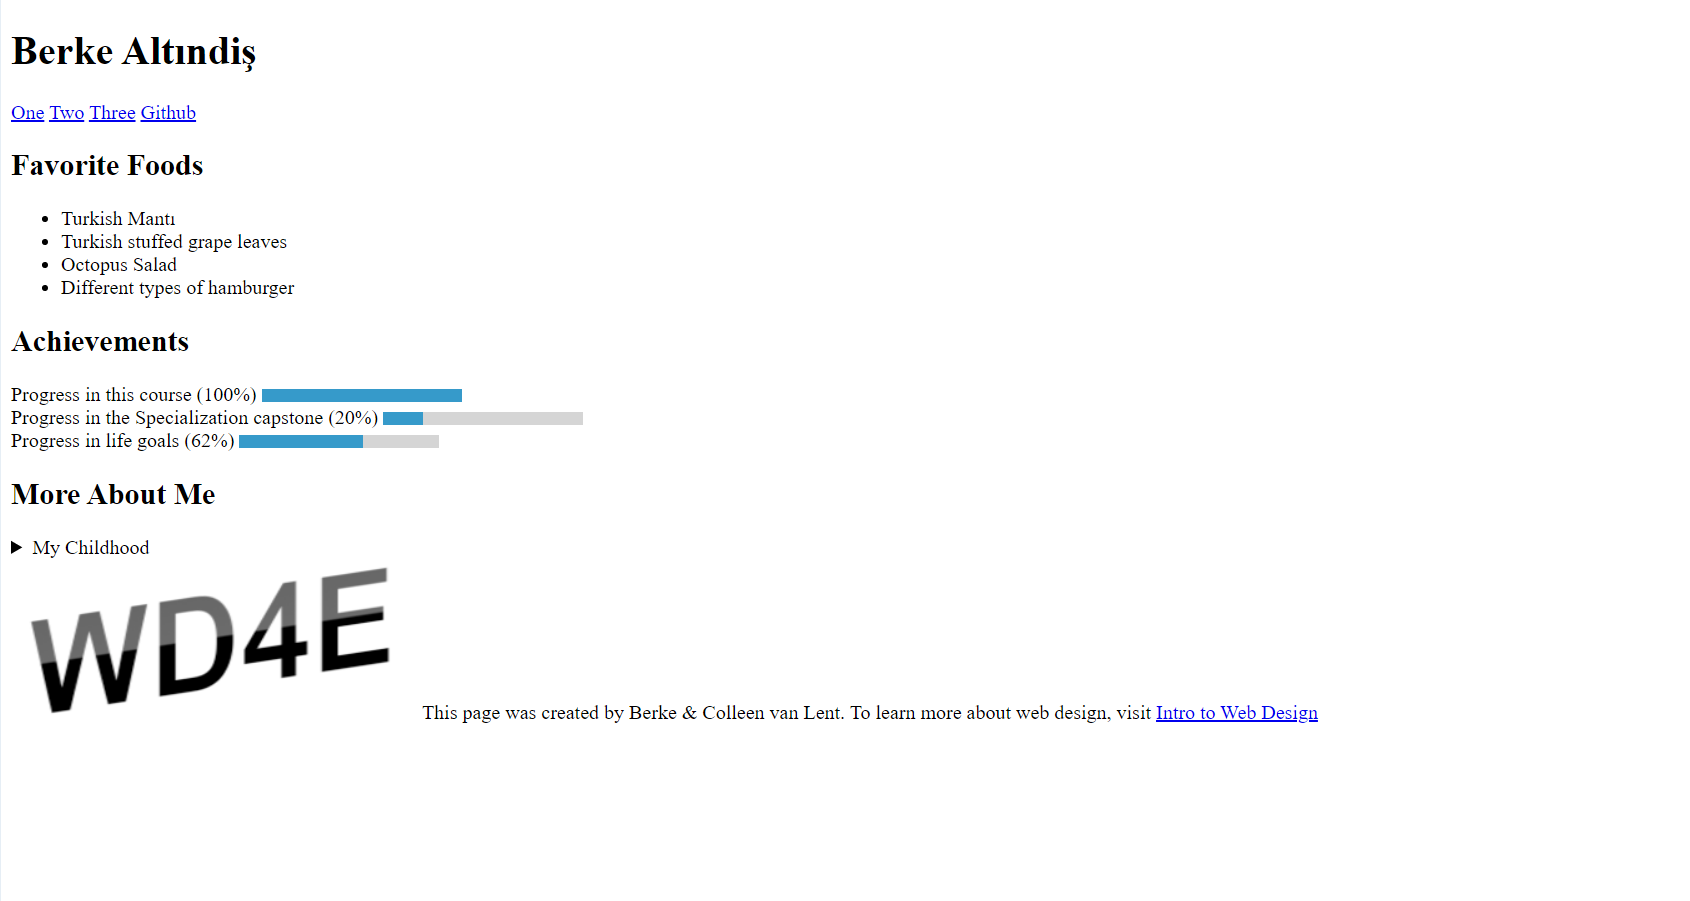 Berke Altındiş
One Two Three Github
Favorite Foods
Turkish Mantı
Turkish stuffed grape leaves
Octopus Salad
Different types of hamburger
Achievements
Progress in this course (100%)
Progress in the Specialization capstone (20%)
Progress in life goals (62%)
More About Me
My Childhood
WD4E
This page was created by Berke & Colleen van Lent. To learn more about web design, visit Intro to Web Design